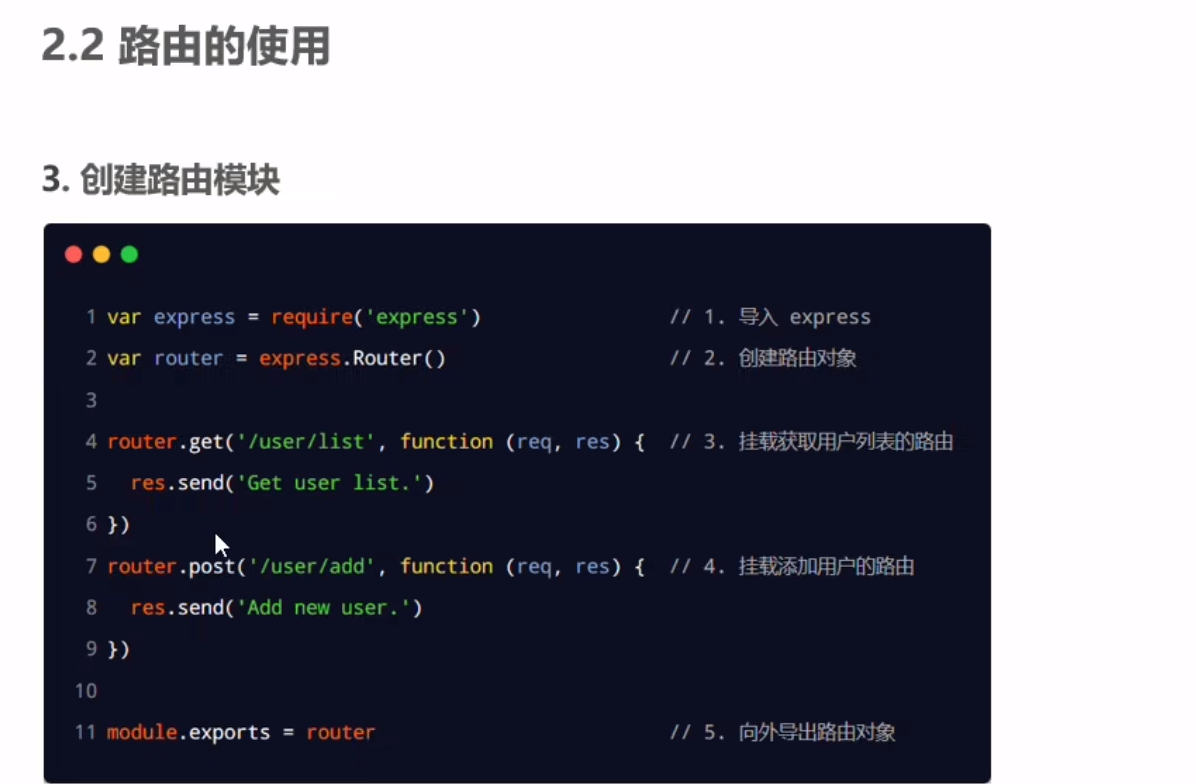 2.2 路由的使用
3. 创建路由模块
1 var express = require('express') // 1. 导入 express
2 var router = express.Router() // 2. 创建路由对象
3
4 router.get('/user/list', function (req, res) { // 3. 挂载获取用户列表的路由
5 res.send('Get user list.')
6 })
7 router.post('/user/add', function (req, res) { // 4. 挂载添加用户的路由
8 res.send('Add new user.')
9 })
10
11 module.exports = router // 5. 向外导出路由对象